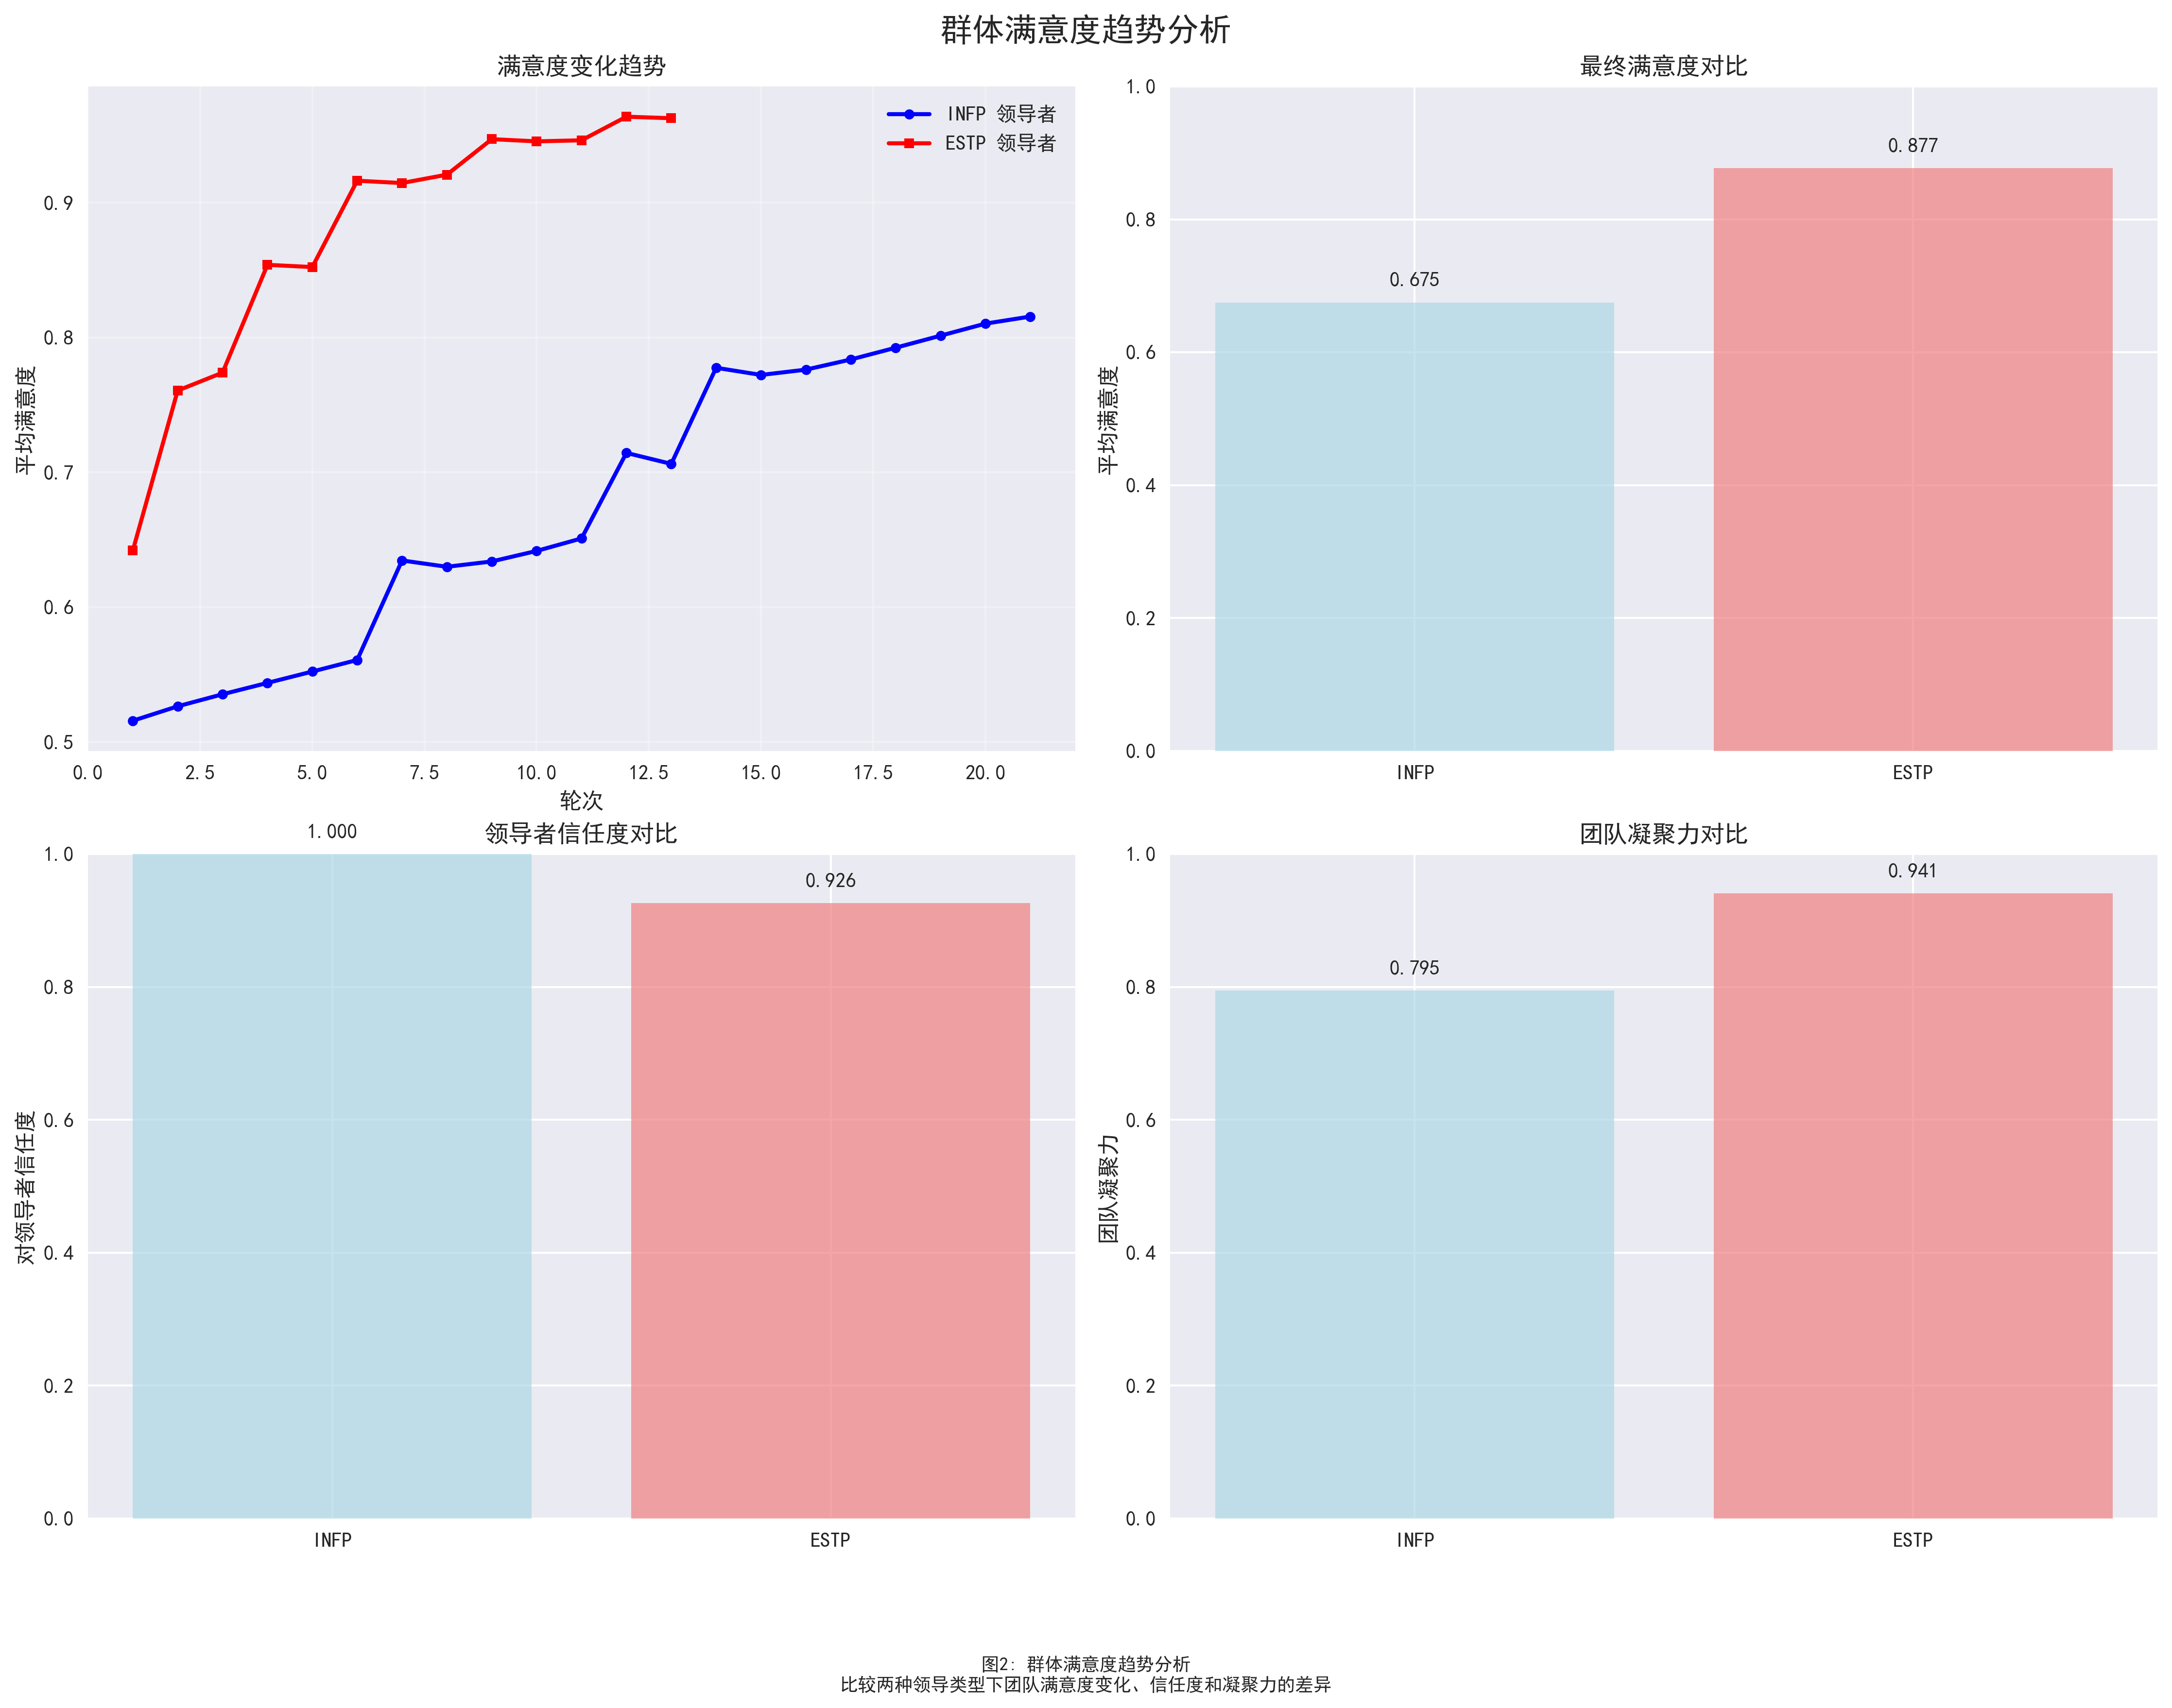 群体满意度趋势分析
满意度变化趋势
INFP 领导者
ESTP 领导者
平均满意度
0.9
0.8
0.7
0.6
0.5
0.0 2.5 5.0 7.5 10.0 12.5 15.0 17.5 20.0
轮次
最终满意度对比
平均满意度
1.0
0.8
0.6
0.4
0.2
0.0
0.675
0.877
INFP ESTP
领导者信任度对比
对领导者信任度
1.0
0.8
0.6
0.4
0.2
0.0
1.000
0.926
INFP ESTP
团队凝聚力对比
团队凝聚力
1.0
0.8
0.6
0.4
0.2
0.0
0.795
0.941
INFP ESTP
图2: 群体满意度趋势分析
比较两种领导类型下团队满意度变化、信任度和凝聚力的差异